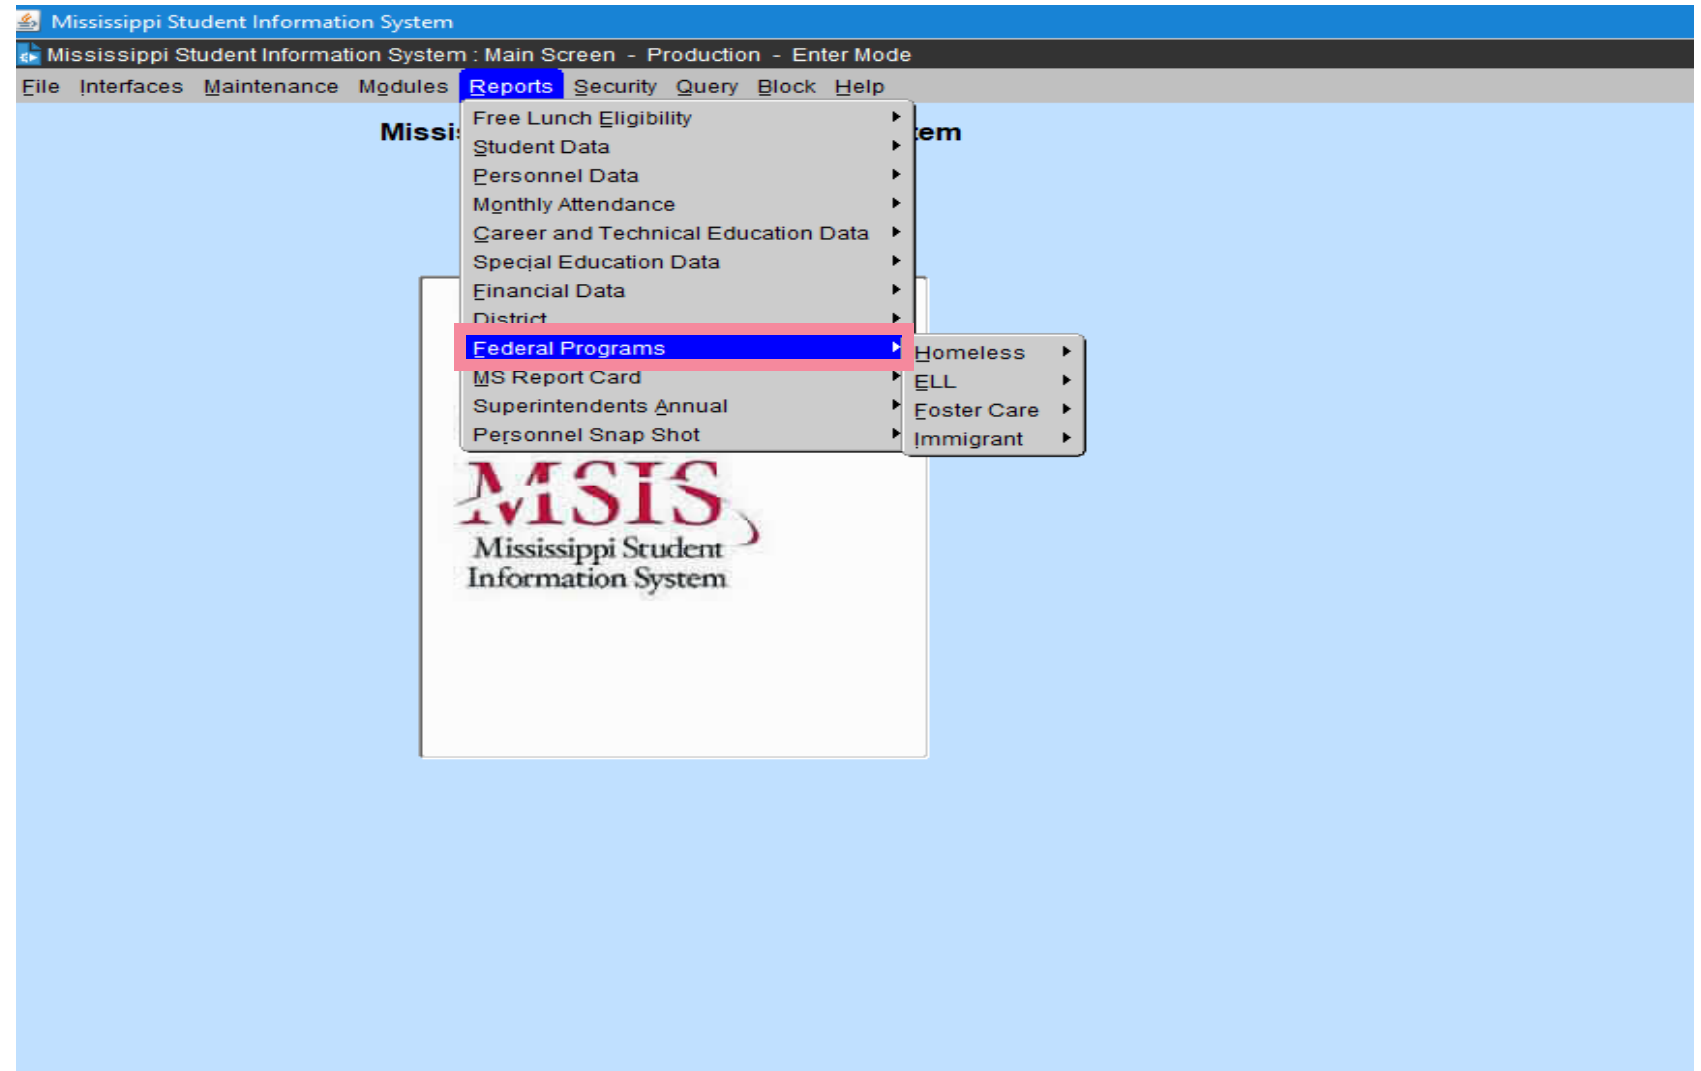 Mississippi Student Information System
Mississippi Student Information System : Main Screen - Production - Enter Mode
File Interfaces Maintenance Modules Reports Security Query Block Help
Missis tem
Free Lunch Eligibility
Student Data
Personnel Data
Monthly Attendance
Career and Technical Education Data
Special Education Data
Financial Data
District
Federal Programs
MS Report Card
Superintendents Annual
Personnel Snap Shot
Homeless
ELL
Foster Care
Immigrant
MSIS
Mississippi Student
Information System